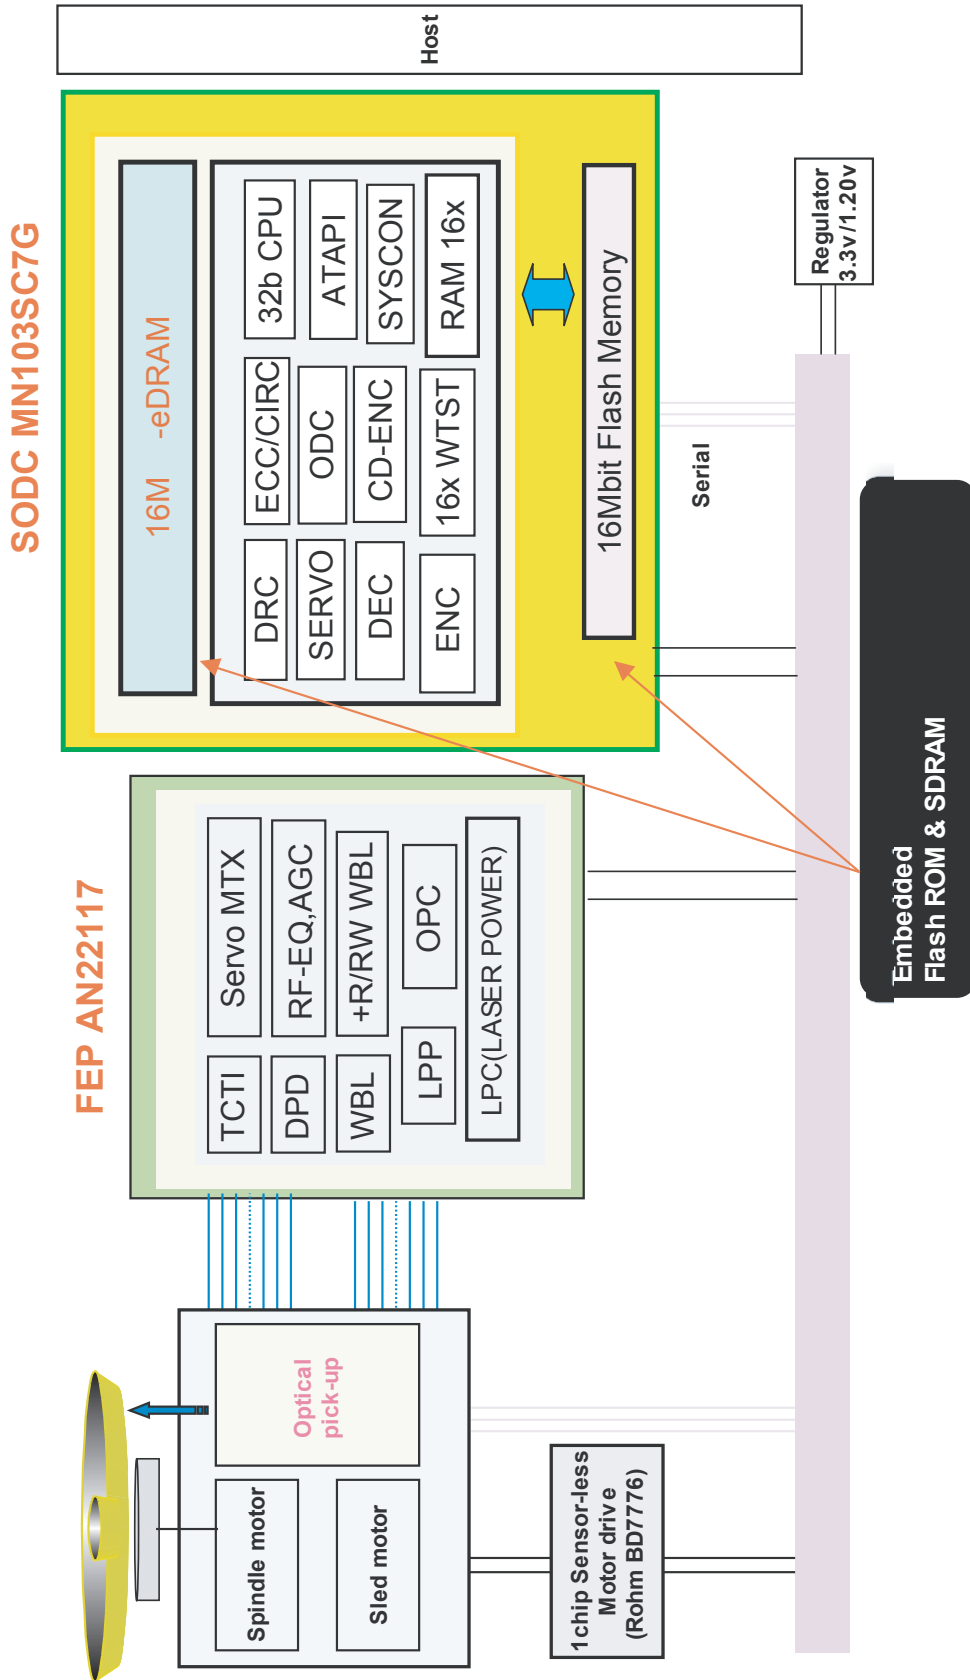 SODC MN103SC7G
FEP AN22117
Host
16M -eDRAM
DRC
ECC/CIRC
32b CPU
SERVO
ODC
ATAPI
DEC
CD-ENC
SYSCON
ENC
16x WTST
RAM 16x
16Mbit Flash Memory
TCTI
Servo MTX
DPD
RF-EQ,AGC
WBL
+R/RW WBL
LPP
OPC
LPC(LASER POWER)
Optical
pick-up
Spindle motor
Sled motor
1chip Sensor-less
Motor drive
(Rohm BD7776)
Serial
Regulator
3.3v/1.20v
Embedded
Flash ROM & SDRAM